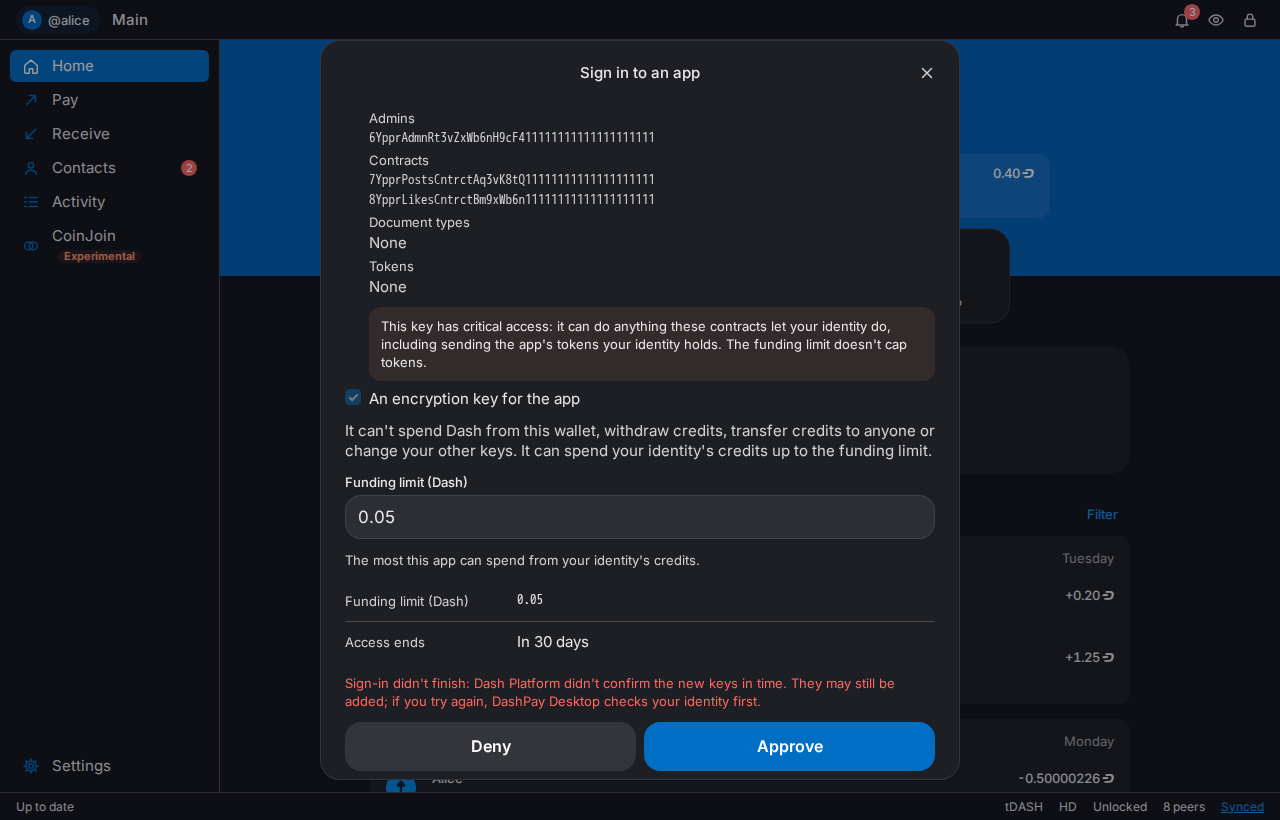 A @alice Main
3
Home
Pay
Receive
Contacts 2
Activity
CoinJoin
Experimental
Settings
Sign in to an app
Admins
6YpprAdmnRt3vZxWb6nH9cF41111111111111111111
Contracts
7YpprPostsCntrctAq3vK8tQ1111111111111111111
8YpprLikesCntrctBm9xWb6n1111111111111111111
Document types
None
Tokens
None
This key has critical access: it can do anything these contracts let your identity do,
including sending the app's tokens your identity holds. The funding limit doesn't cap
tokens.
An encryption key for the app
It can't spend Dash from this wallet, withdraw credits, transfer credits to anyone or
change your other keys. It can spend your identity's credits up to the funding limit.
Funding limit (Dash)
0.05
The most this app can spend from your identity's credits.
Funding limit (Dash) 0.05
Access ends In 30 days
Sign-in didn't finish: Dash Platform didn't confirm the new keys in time. They may still be
added; if you try again, DashPay Desktop checks your identity first.
Deny Approve
0.40
Filter
Tuesday
+0.20
+1.25
Monday
Alice -0.50000226
Up to date tDASH HD Unlocked 8 peers Synced